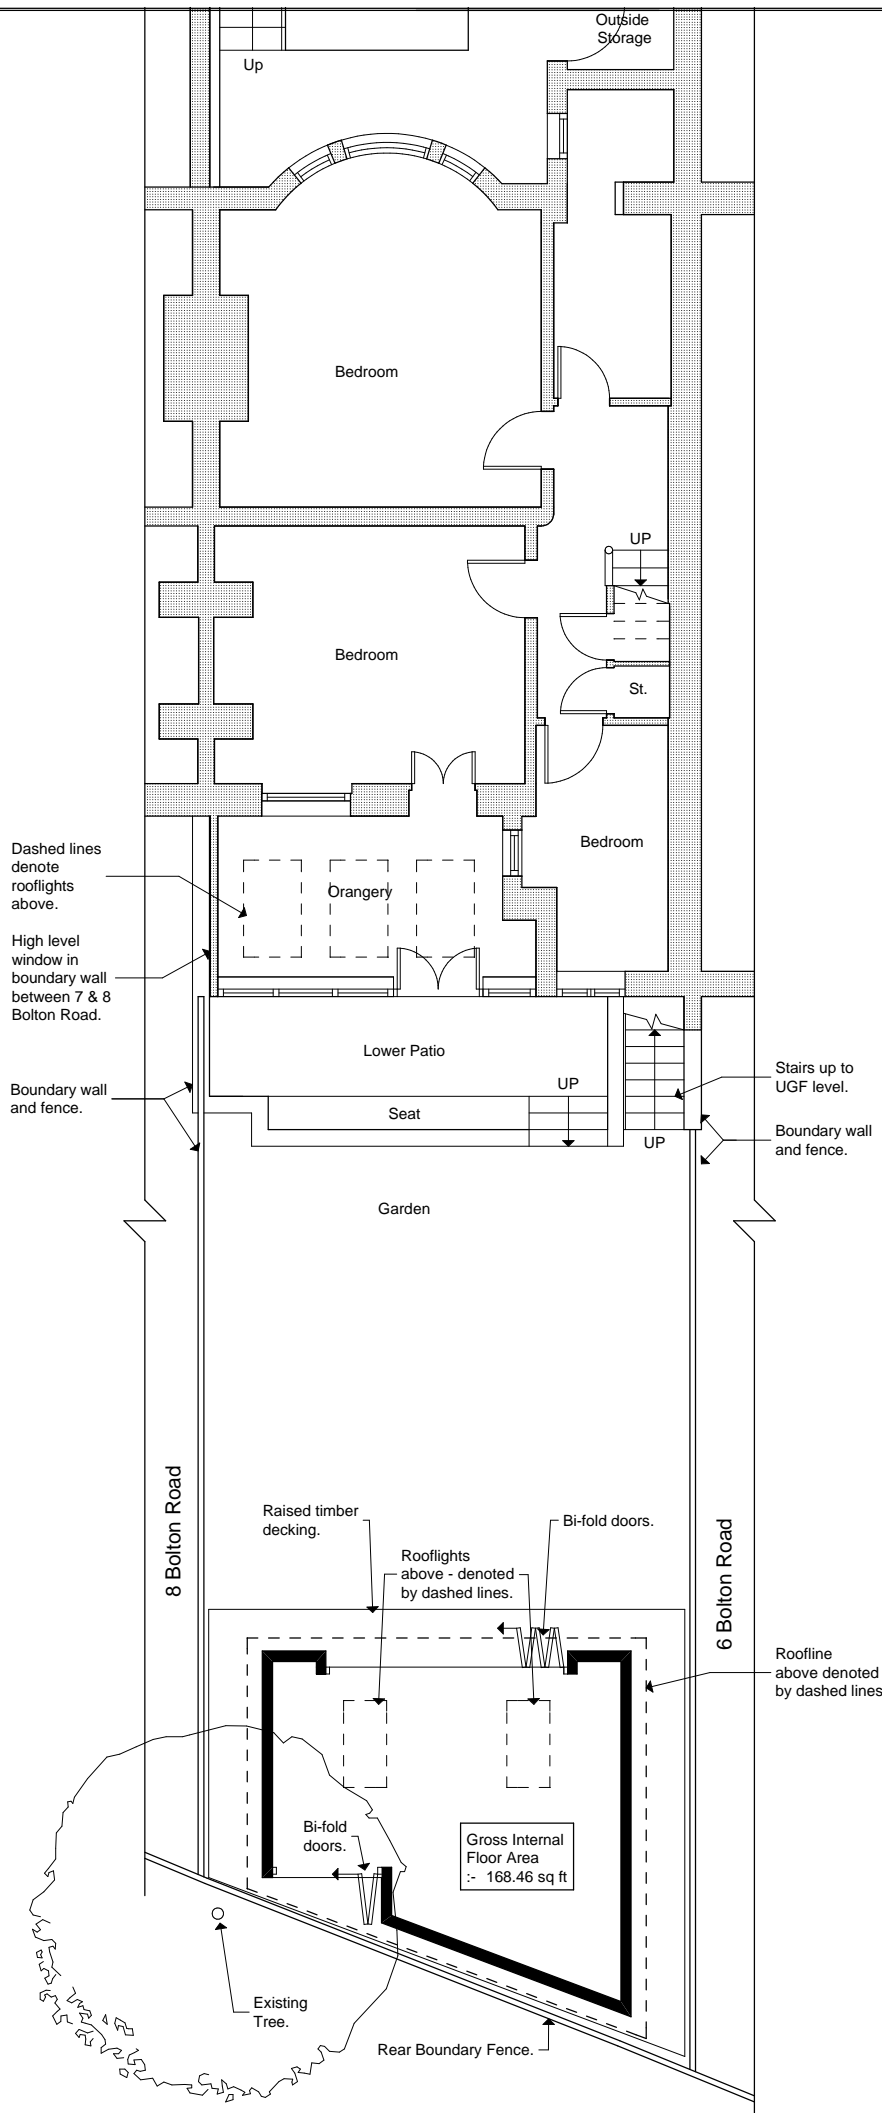 Outside
Storage
Up
Bedroom
UP
Bedroom
St.
Bedroom
Dashed lines
denote
rooflights
above.
Orangery
High level
window in
boundary wall
between 7 & 8
Bolton Road.
Lower Patio
Stairs up to
UGF level.
Boundary wall
and fence.
UP
Seat
UP
Boundary wall
and fence.
Garden
8 Bolton Road
6 Bolton Road
Raised timber
decking.
Bi-fold doors.
Rooflights
above - denoted
by dashed lines.
Roofline
above denoted
by dashed lines
Bi-fold
doors.
Gross Internal
Floor Area
:- 168.46 sq ft
Existing
Tree.
Rear Boundary Fence.